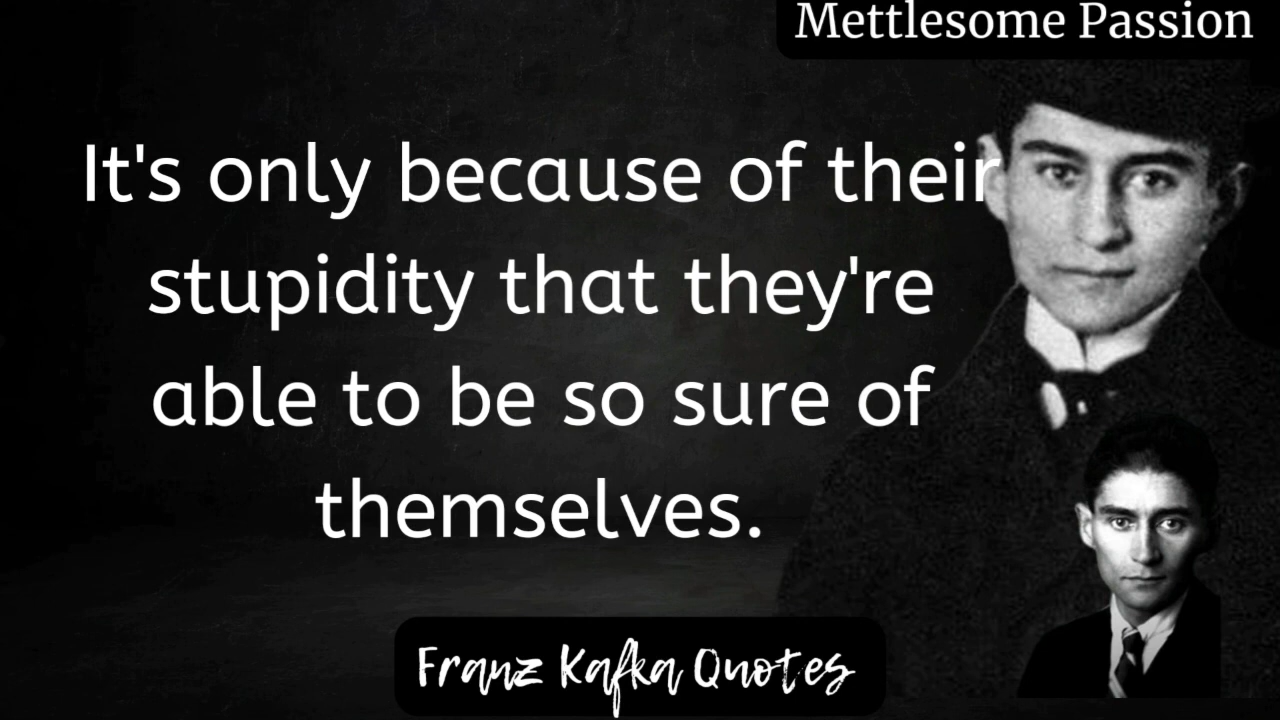 Mettlesome Passion
It's only because of their
stupidity that they're
able to be so sure of
themselves.
Franz Kafka Quotes